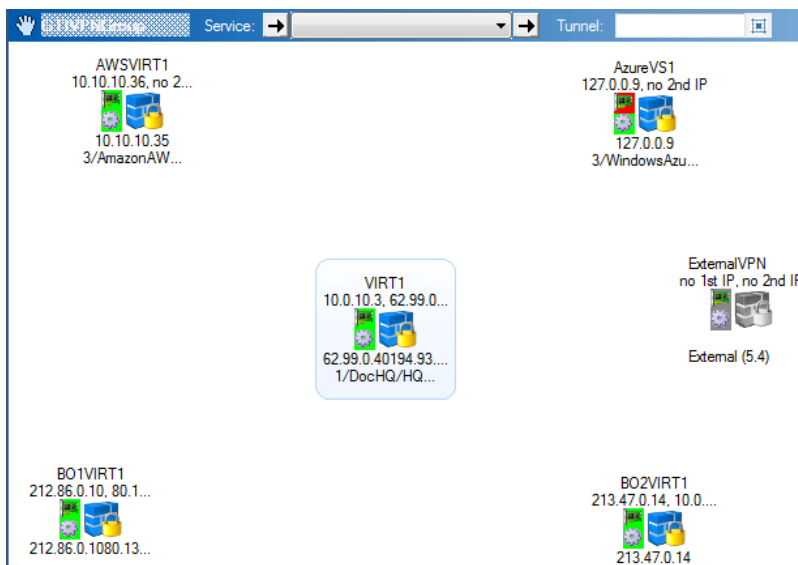 Service:
Tunnel:
AWSVIRT1
10.10.10.36, no 2...
10.10.10.35
3/AmazonAW...
AzureVS1
127.0.0.9, no 2nd IP
127.0.0.9
3/WindowsAzu...
VIRT1
10.0.10.3, 62.99.0...
62.99.0.40194.93....
1/DocHQ/HQ...
ExternalVPN
no 1st IP, no 2nd IP
External (5.4)
BO1VIRT1
212.86.0.10, 80.1...
212.86.0.1080.13...
BO2VIRT1
213.47.0.14, 10.0....
213.47.0.14